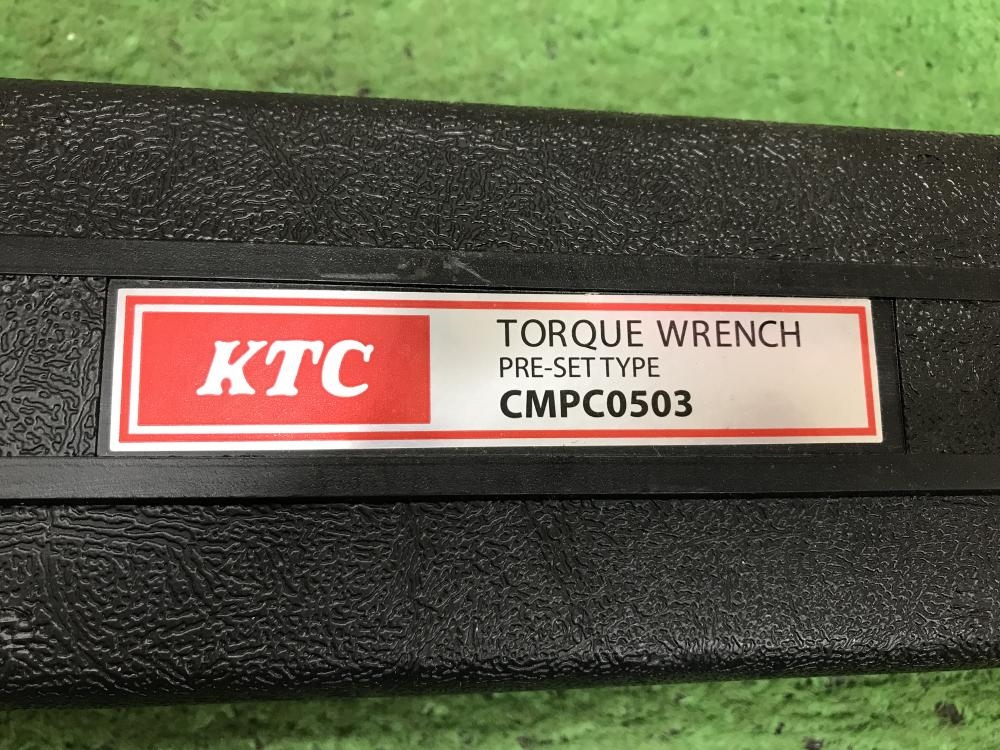 KTC
TORQUE WRENCH
PRE-SET TYPE
CMPC0503